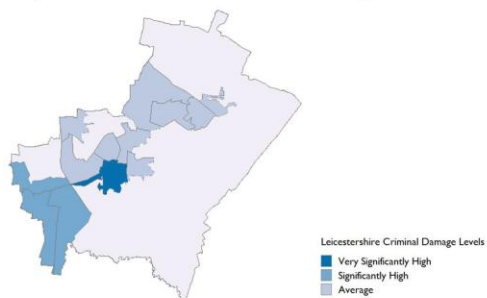 Leicestershire Criminal Damage Levels
Very Significantly High
Significantly High
Average